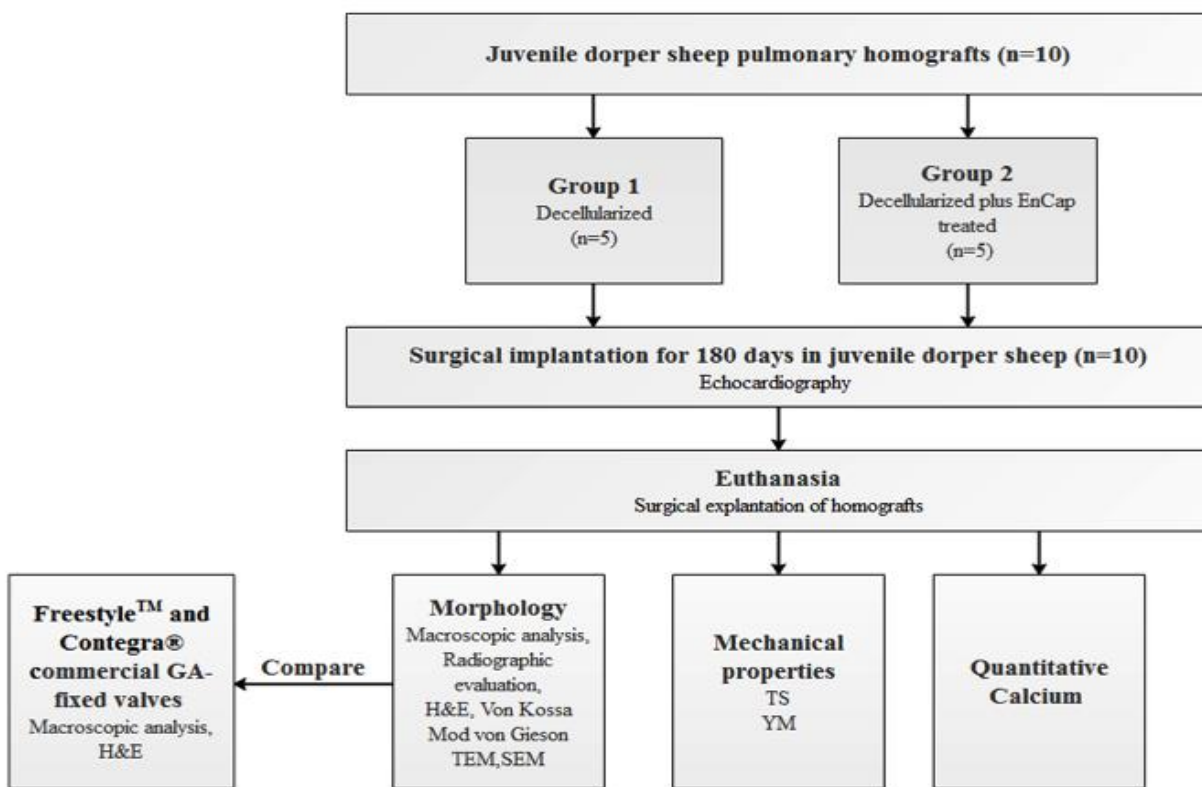 Juvenile dorper sheep pulmonary homografts (n=10)
Group 1
Decellularized
(n=5)
Group 2
Decellularized plus EnCap
treated
(n=5)
Surgical implantation for 180 days in juvenile dorper sheep (n=10)
Echocardiography
Euthanasia
Surgical explantation of homografts
Freestyle™ and
Contegra®
commercial GA-
fixed valves
Macroscopic analysis,
H&E
Compare
Morphology
Macroscopic analysis,
Radiographic
evaluation,
H&E, Von Kossa
Mod von Gieson
TEM,SEM
Mechanical
properties
TS
YM
Quantitative
Calcium